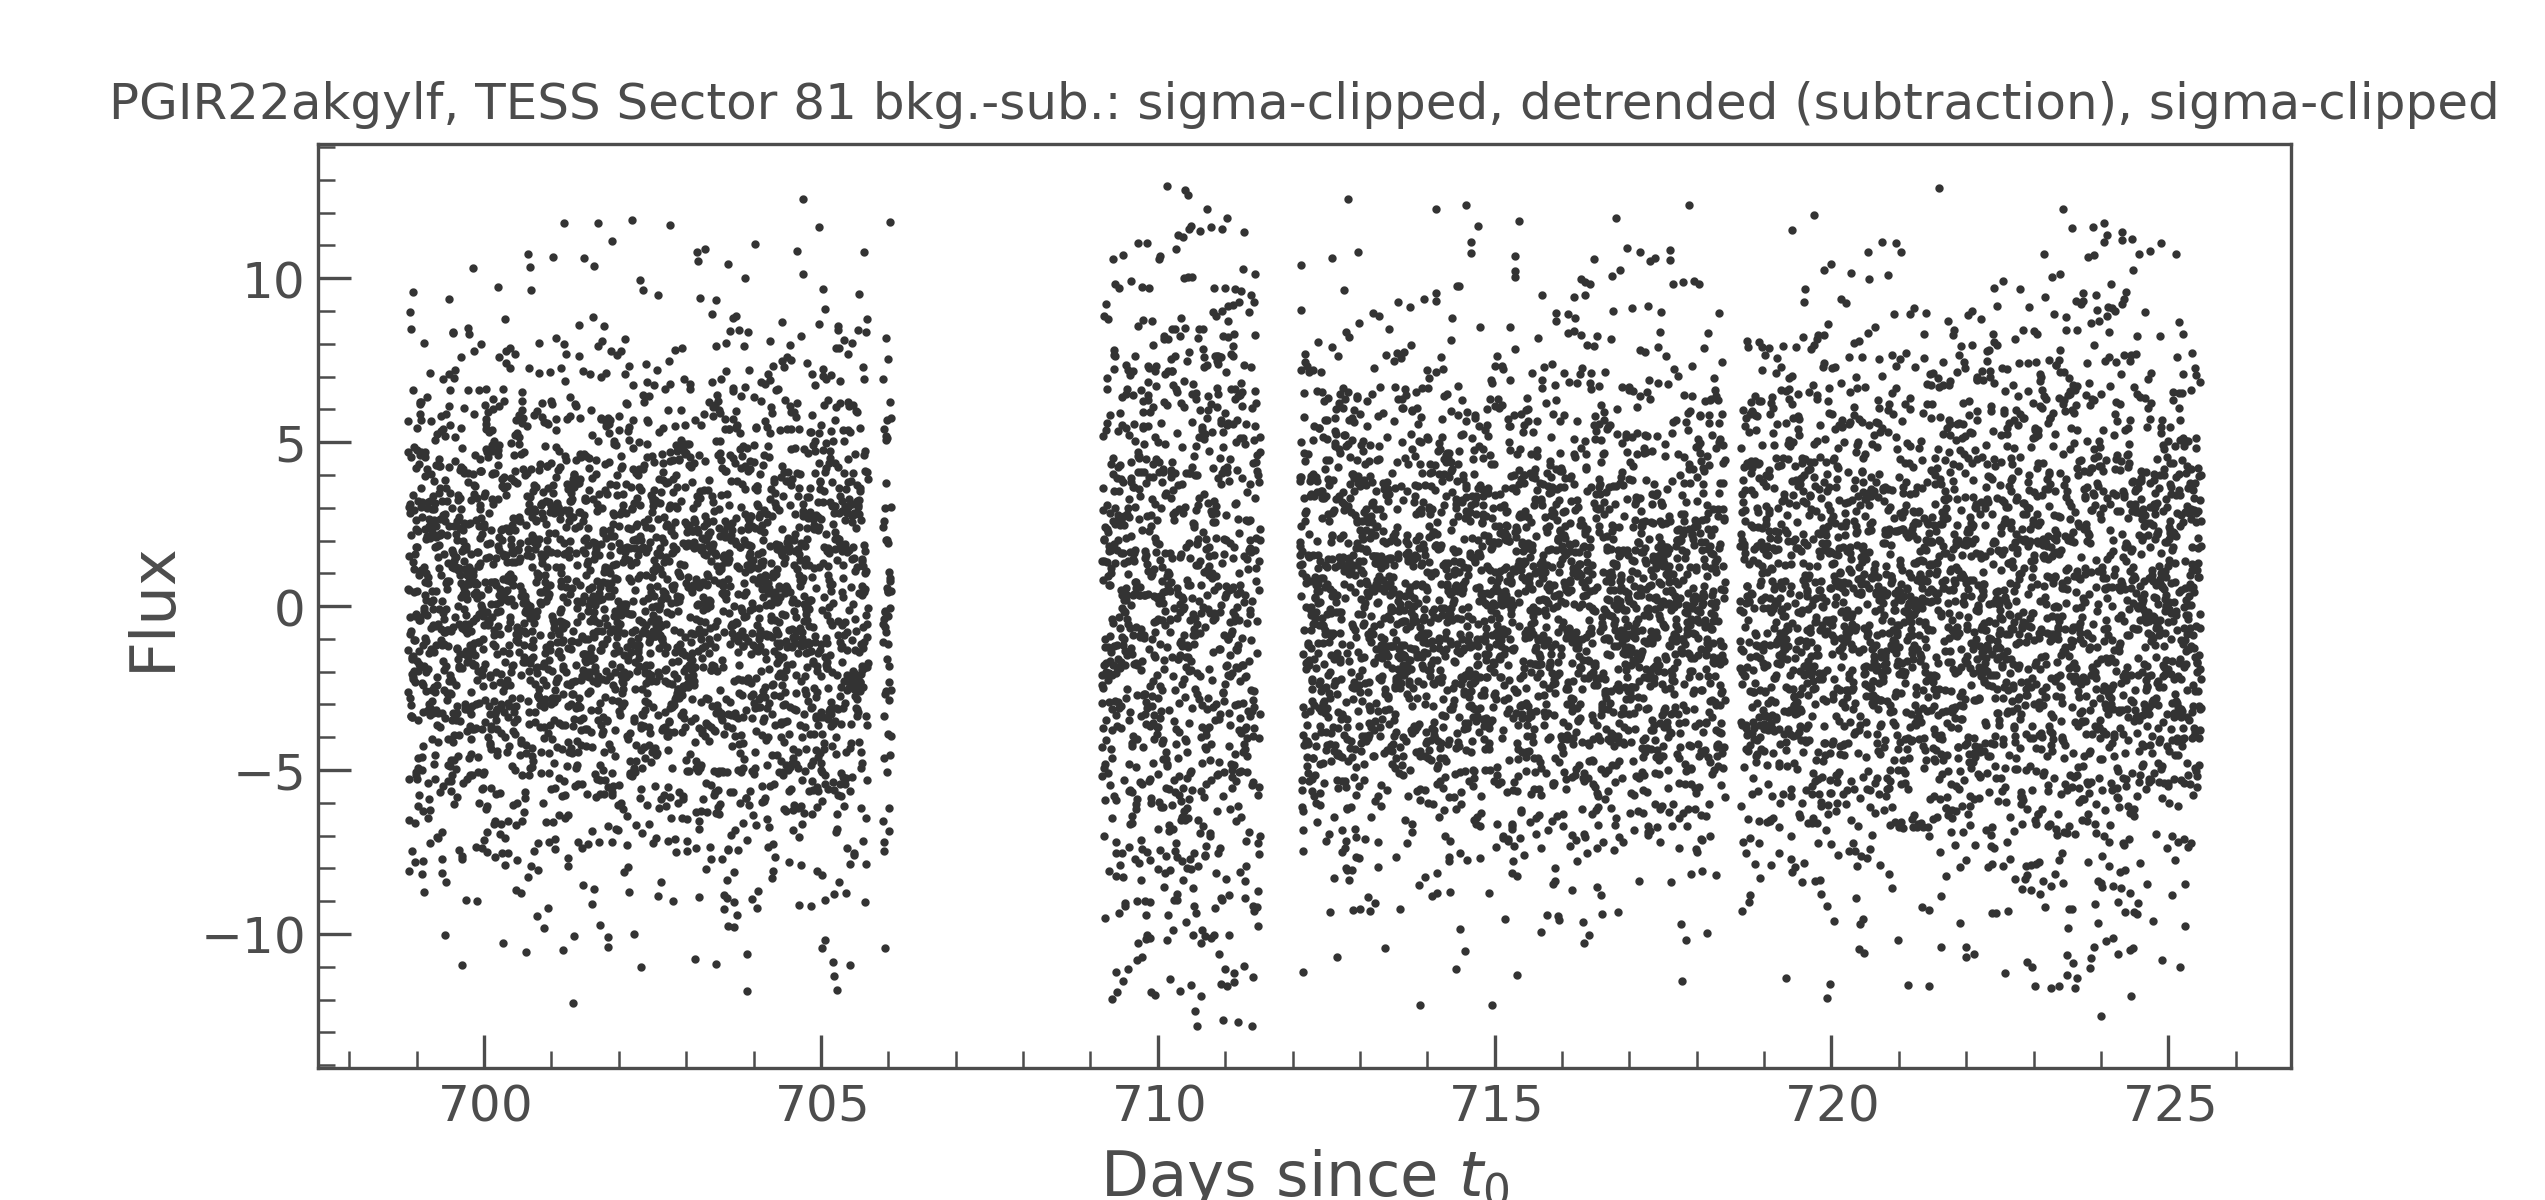 PGIR22akgylf, TESS Sector 81 bkg.-sub.: sigma-clipped, detrended (subtraction), sigma-clipped
10
5
0
−5
−10
Flux
700 705 710 715 720 725
Days since t₀